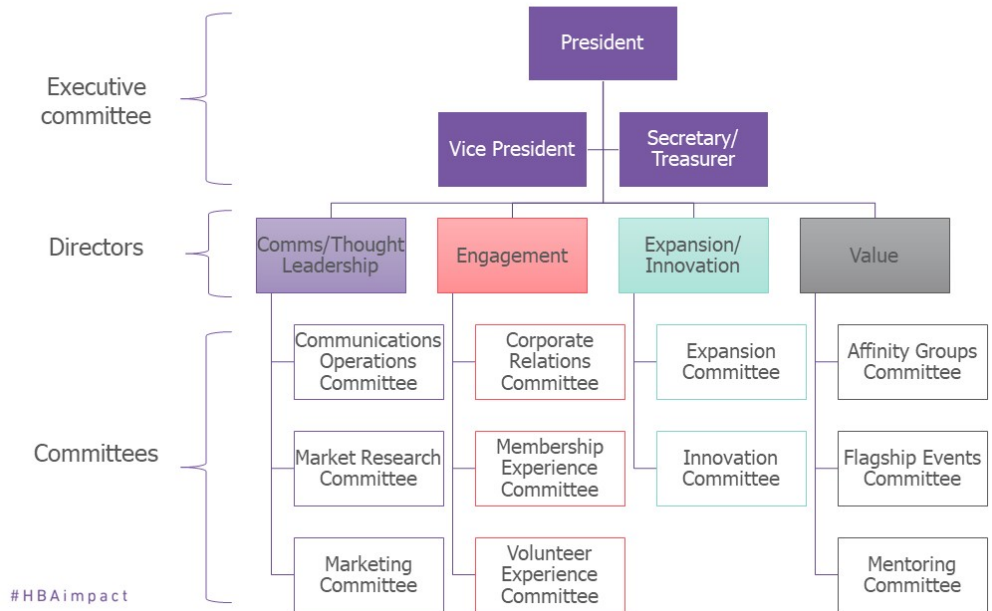 President
Executive
committee
Vice President
Secretary/
Treasurer
Directors
Comms/Thought
Leadership
Engagement
Expansion/
Innovation
Value
Communications
Operations
Committee
Corporate
Relations
Committee
Expansion
Committee
Affinity Groups
Committee
Committees
Market Research
Committee
Membership
Experience
Committee
Innovation
Committee
Flagship Events
Committee
Marketing
Committee
Volunteer
Experience
Committee
Mentoring
Committee
#HBAimpact